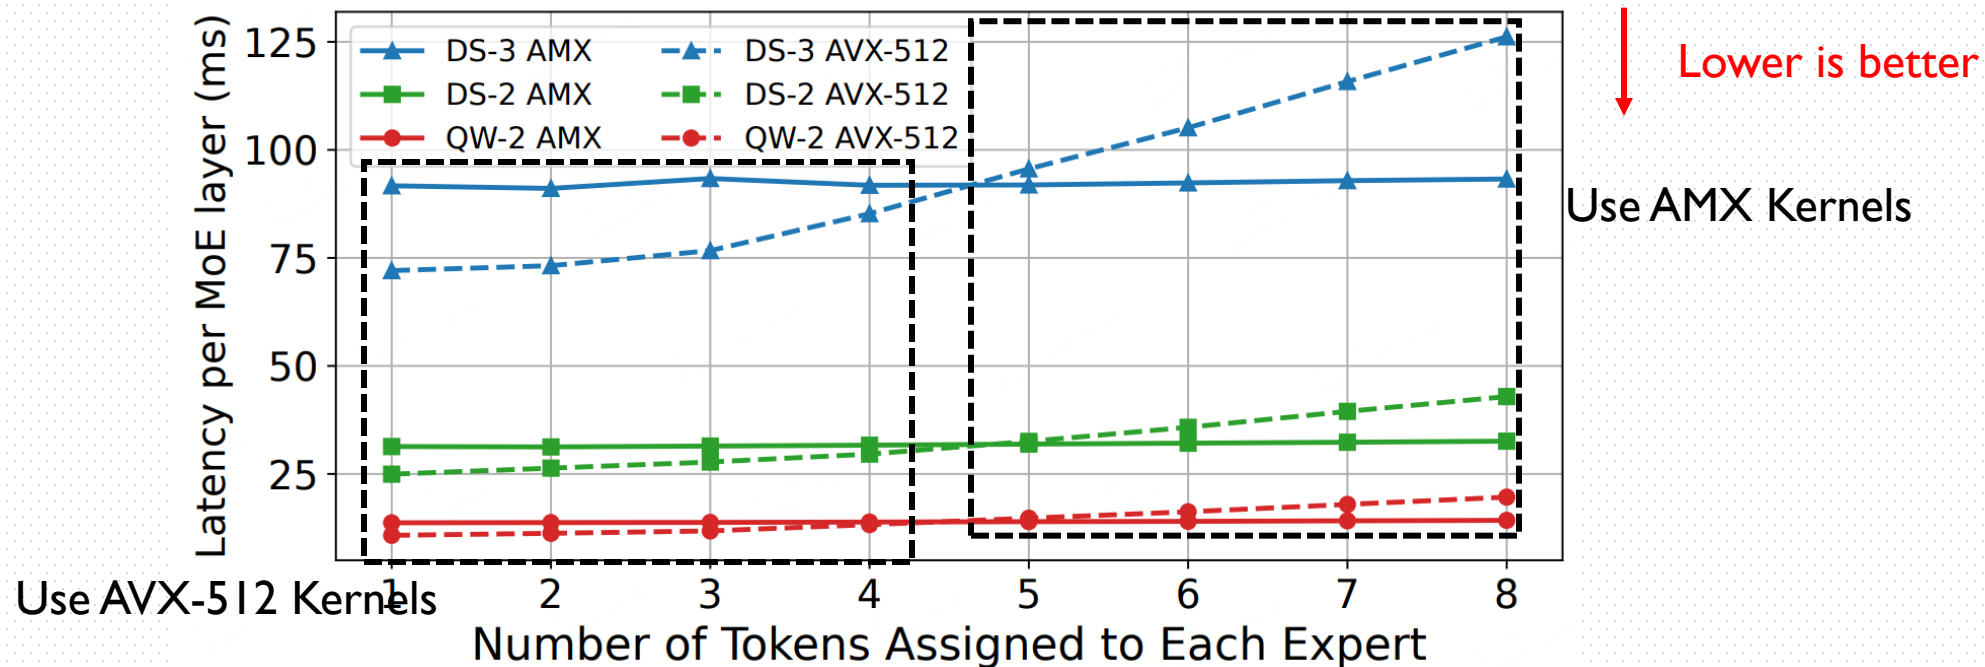 Latency per MoE layer (ms)
125
100
75
50
25
DS-3 AMX
DS-2 AMX
QW-2 AMX
DS-3 AVX-512
DS-2 AVX-512
QW-2 AVX-512
Lower is better
Use AMX Kernels
Use AVX-512 Kernels
1
2
3
4
5
6
7
8
Number of Tokens Assigned to Each Expert